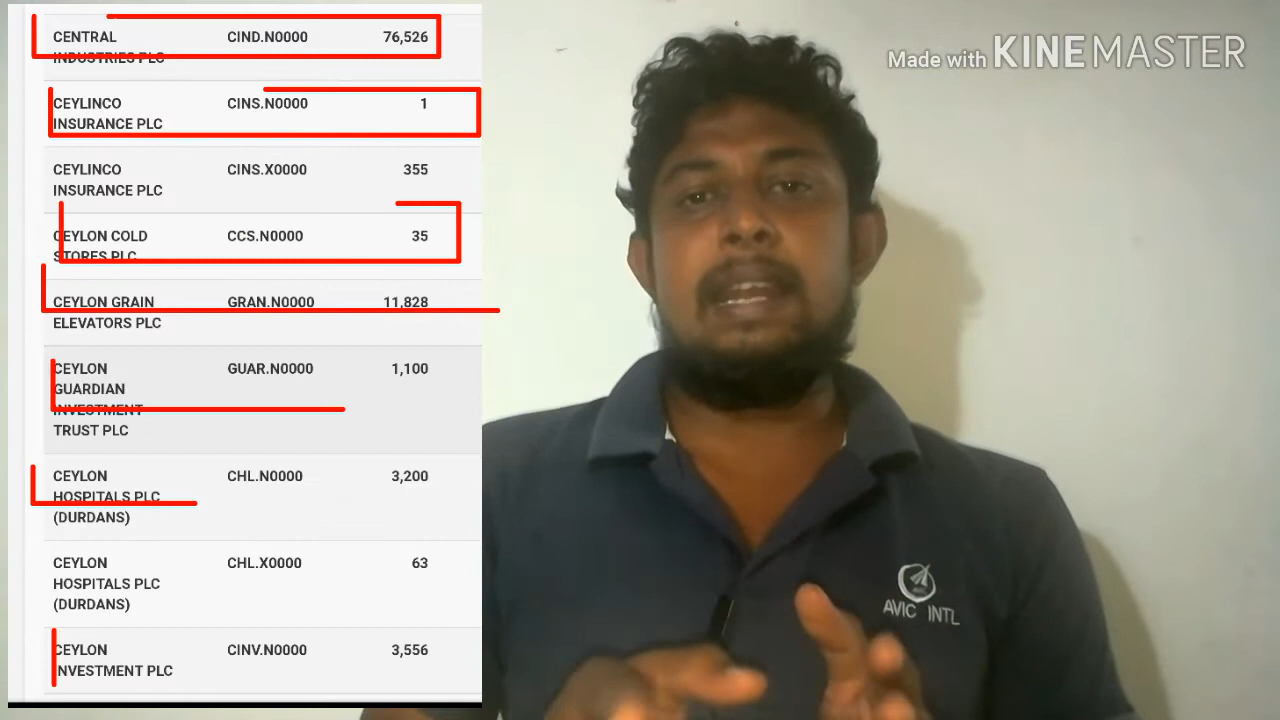 CENTRAL CIND.N0000 76,526
INDUSTRIES PLC
CEYLINCO CINS.N0000 1
INSURANCE PLC
CEYLINCO CINS.X0000 355
INSURANCE PLC
CEYLON COLD CCS.N0000 35
STORES PLC
CEYLON GRAIN GRAN.N0000 11,828
ELEVATORS PLC
CEYLON GUAR.N0000 1,100
GUARDIAN
INVESTMENT
TRUST PLC
CEYLON CHL.N0000 3,200
HOSPITALS PLC
(DURDANS)
CEYLON CHL.X0000 63
HOSPITALS PLC
(DURDANS)
CEYLON CINV.N0000 3,556
INVESTMENT PLC
Made with KINEMASTER
AVIC INTL